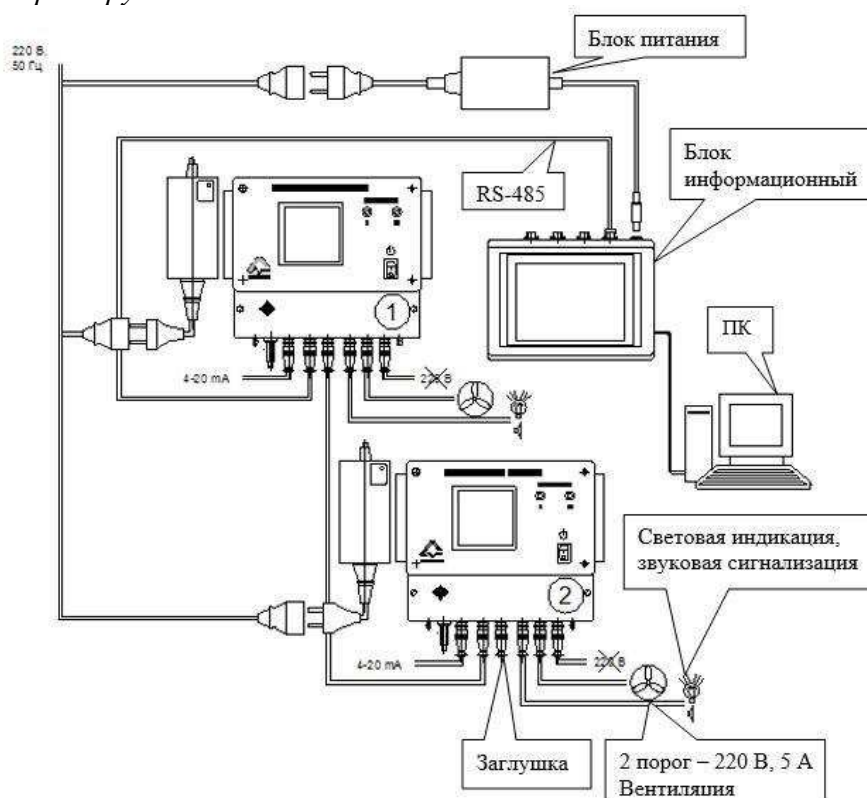 220 В,
50 Гц
Блок питания
RS-485
Блок
информационный
1
ПК
4-20 mA
220 В
Световая индикация,
звуковая сигнализация
2
4-20 mA
220 В
Заглушка
2 порог – 220 В, 5 А
Вентиляция